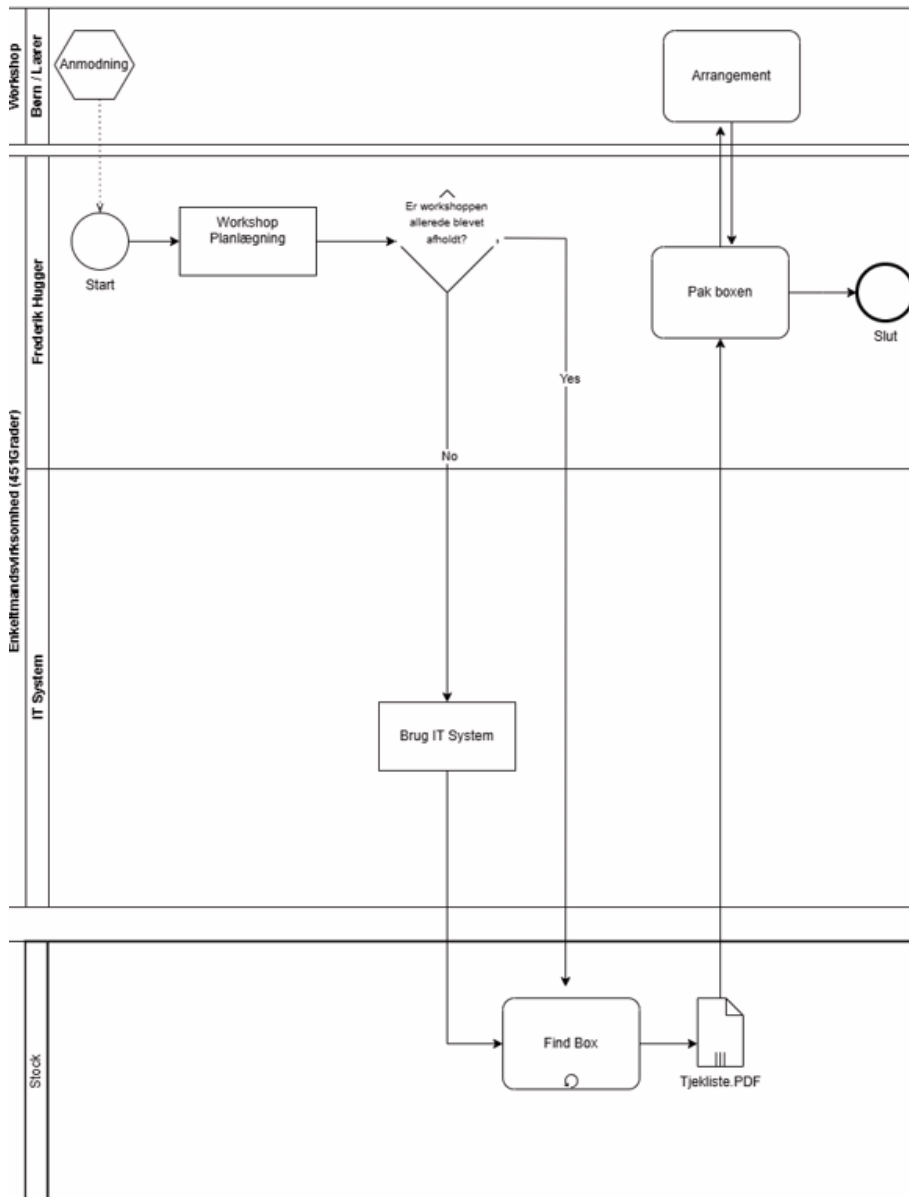 Workshop
Børn / Lærer
Anmodning
Arrangement
Enkeltmandsvirksomhed (451Grader)
Frederik Hugger
Start
Workshop
Planlægning
Er workshoppen
allerede blevet
afholdt?
Yes
No
Pak boxen
Slut
IT System
Brug IT System
Stock
Find Box
Tjekliste.PDF